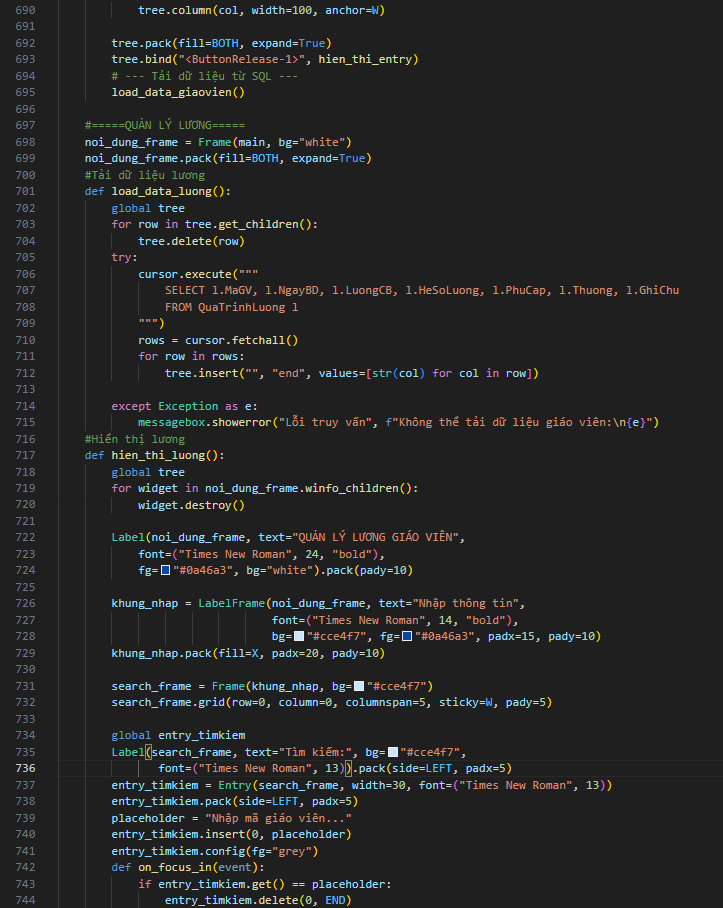 690 tree.column(col, width=100, anchor=W)
691
692 tree.pack(fill=BOTH, expand=True)
693 tree.bind("<ButtonRelease-1>", hien_thi_entry)
694 # --- Tải dữ liệu từ SQL ---
695 load_data_giaovien()
696
697 #=====QUẢN LÝ LƯƠNG=====
698 noi_dung_frame = Frame(main, bg="white")
699 noi_dung_frame.pack(fill=BOTH, expand=True)
700 #Tải dữ liệu lương
701 def load_data_luong():
702 global tree
703 for row in tree.get_children():
704 tree.delete(row)
705 try:
706 cursor.execute("""
707 SELECT l.MaGV, l.NgayBD, l.LuongCB, l.HeSoLuong, l.PhuCap, l.Thuong, l.GhiChu
708 FROM QuaTrinhLuong l
709 """)
710 rows = cursor.fetchall()
711 for row in rows:
712 tree.insert("", "end", values=[str(col) for col in row])
713
714 except Exception as e:
715 messagebox.showerror("Lỗi truy vấn", f"Không thể tải dữ liệu giáo viên:\n{e}")
716 #Hiển thị lương
717 def hien_thi_luong():
718 global tree
719 for widget in noi_dung_frame.winfo_children():
720 widget.destroy()
721
722 Label(noi_dung_frame, text="QUẢN LÝ LƯƠNG GIÁO VIÊN",
723 font=("Times New Roman", 24, "bold"),
724 fg="#0a46a3", bg="white").pack(pady=10)
725
726 khung_nhap = LabelFrame(noi_dung_frame, text="Nhập thông tin",
727 font=("Times New Roman", 14, "bold"),
728 bg="#cce4f7", fg="#0a46a3", padx=15, pady=10)
729 khung_nhap.pack(fill=X, padx=20, pady=10)
730
731 search_frame = Frame(khung_nhap, bg="#cce4f7")
732 search_frame.grid(row=0, column=0, columnspan=5, sticky=W, pady=5)
733
734 global entry_timkiem
735 Label(search_frame, text="Tìm kiếm:", bg="#cce4f7",
736 font=("Times New Roman", 13)).pack(side=LEFT, padx=5)
737 entry_timkiem = Entry(search_frame, width=30, font=("Times New Roman", 13))
738 entry_timkiem.pack(side=LEFT, padx=5)
739 placeholder = "Nhập mã giáo viên..."
740 entry_timkiem.insert(0, placeholder)
741 entry_timkiem.config(fg="grey")
742 def on_focus_in(event):
743 if entry_timkiem.get() == placeholder:
744 entry_timkiem.delete(0, END)